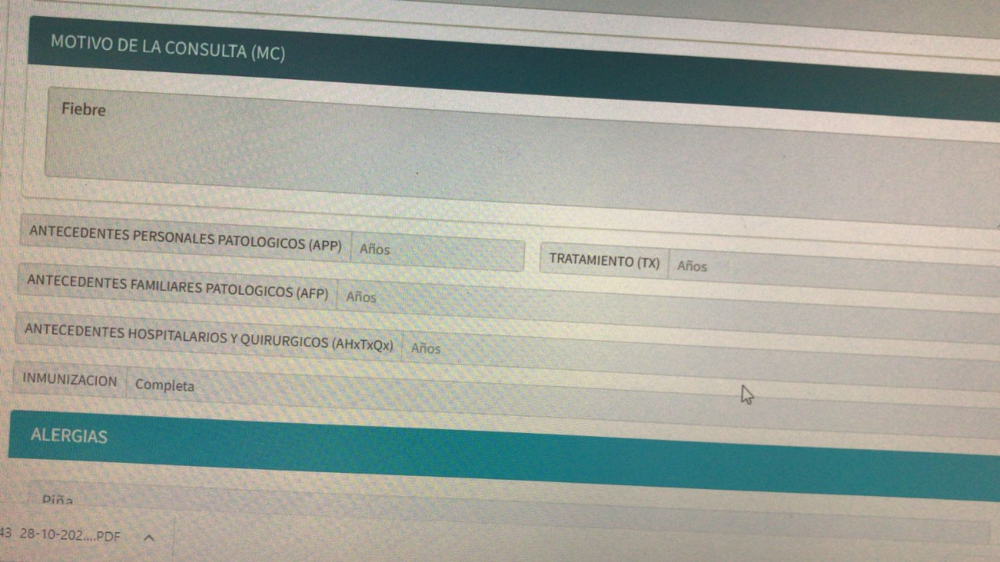 MOTIVO DE LA CONSULTA (MC)
Fiebre
ANTECEDENTES PERSONALES PATOLOGICOS (APP) Años TRATAMIENTO (TX) Años
ANTECEDENTES FAMILIARES PATOLOGICOS (AFP) Años
ANTECEDENTES HOSPITALARIOS Y QUIRURGICOS (AHxTxQx) Años
INMUNIZACION Completa
ALERGIAS
Piña
43 28-10-202....PDF